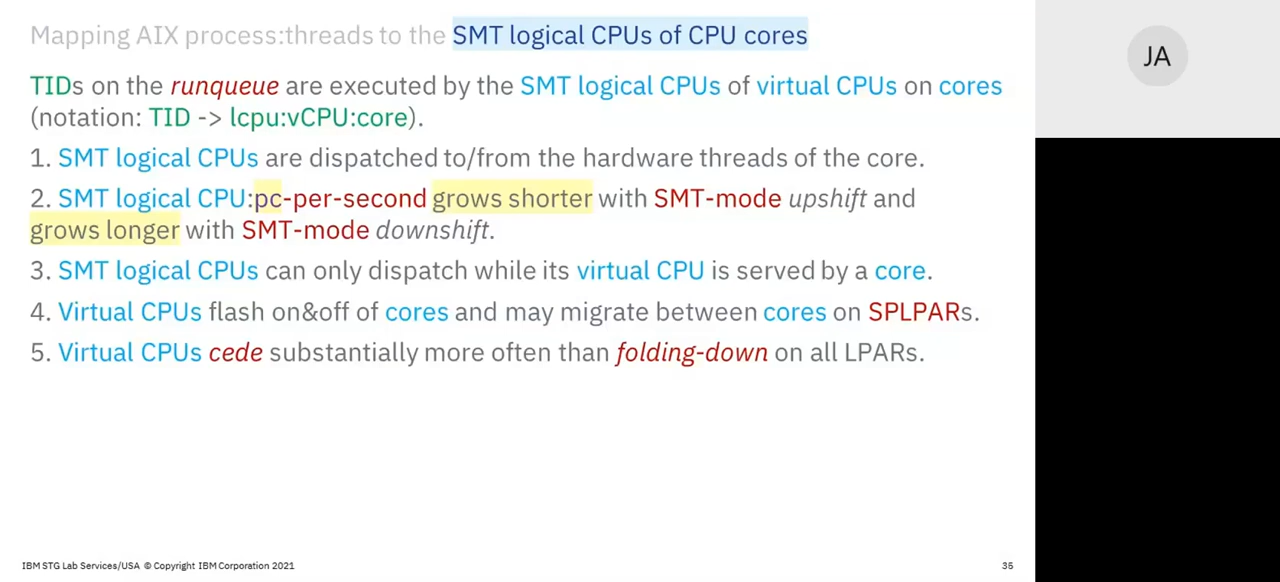 Mapping AIX process:threads to the SMT logical CPUs of CPU cores
TIDs on the runqueue are executed by the SMT logical CPUs of virtual CPUs on cores
(notation: TID -> lcpu:vCPU:core).
1. SMT logical CPUs are dispatched to/from the hardware threads of the core.
2. SMT logical CPU:pc-per-second grows shorter with SMT-mode upshift and
grows longer with SMT-mode downshift.
3. SMT logical CPUs can only dispatch while its virtual CPU is served by a core.
4. Virtual CPUs flash on&off of cores and may migrate between cores on SPLPARs.
5. Virtual CPUs cede substantially more often than folding-down on all LPARs.
IBM STG Lab Services/USA © Copyright IBM Corporation 2021
35
JA